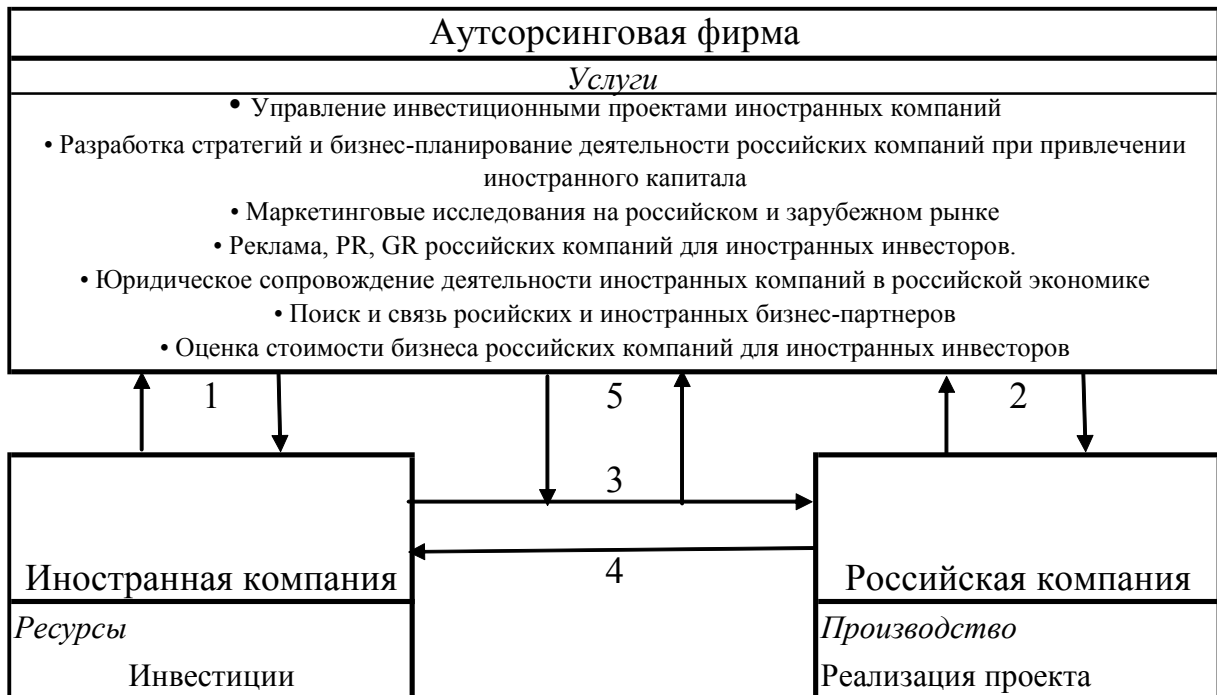 Аутсорсинговая фирма
Услуги
• Управление инвестиционными проектами иностранных компаний
• Разработка стратегий и бизнес-планирование деятельности российских компаний при привлечении
иностранного капитала
• Маркетинговые исследования на российском и зарубежном рынке
• Реклама, PR, GR российских компаний для иностранных инвесторов.
• Юридическое сопровождение деятельности иностранных компаний в российской экономике
• Поиск и связь росийских и иностранных бизнес-партнеров
• Оценка стоимости бизнеса российских компаний для иностранных инвесторов
1
5
2
3
4
Иностранная компания
Ресурсы
Инвестиции
Российская компания
Производство
Реализация проекта